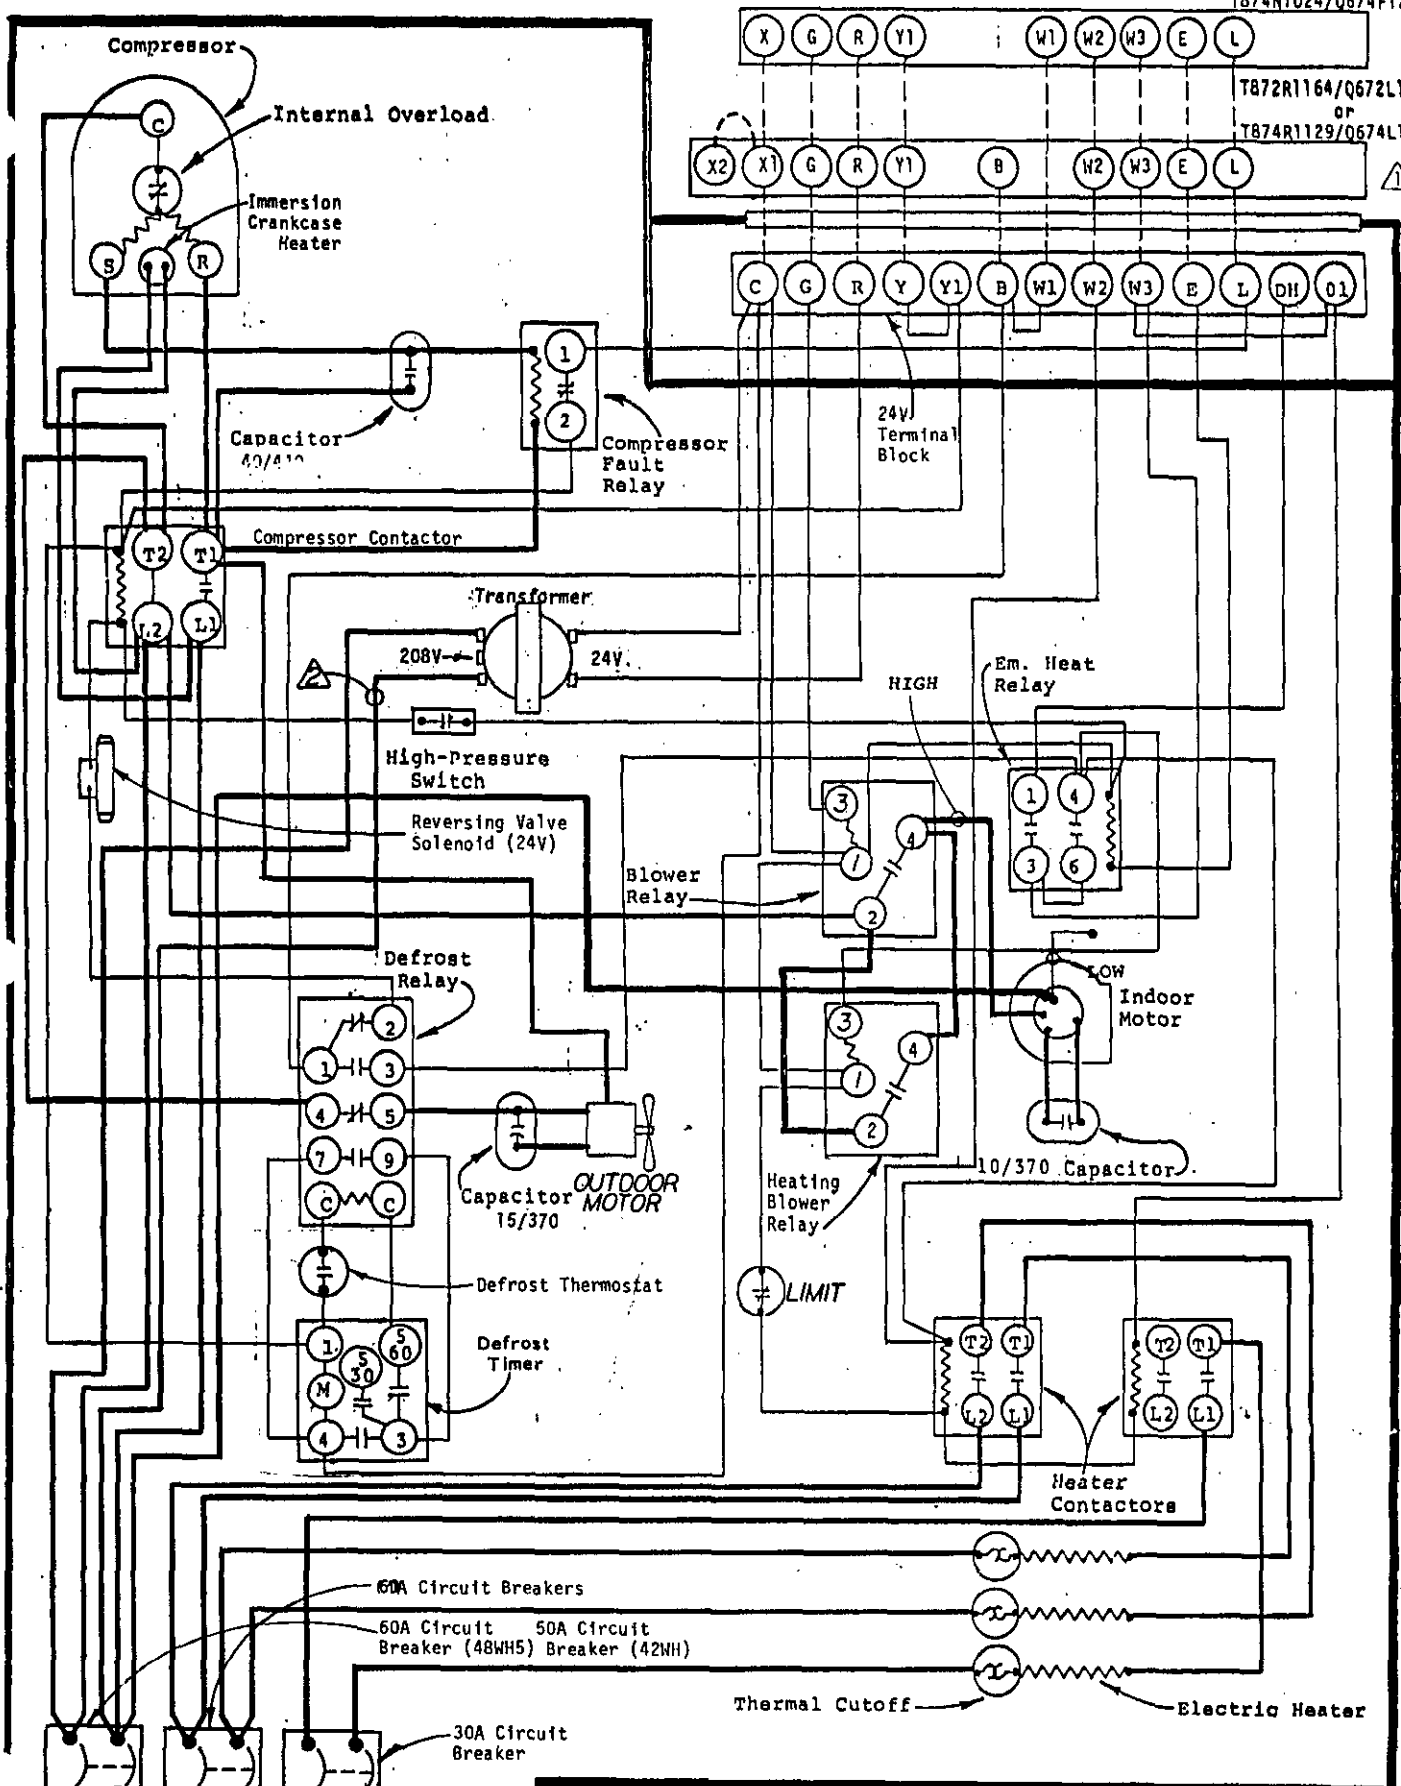 Compressor
X G R Y1 W1 W2 W3 E L
T872R1164/Q672L1
or
T874R1129/Q674L1
C
Internal Overload
X2 X1 G R Y1 B W2 W3 E L
1
Immersion
Crankcase
Heater
S R
C G R Y Y1 B W1 W2 W3 E L DH O1
1
2
Capacitor
Compressor
Fault
Relay
24V
Terminal
Block
Compressor Contactor
T2 T1
L2 L1
Transformer
208V
24V.
2
HIGH
Em. Heat
Relay
High-Pressure
Switch
Reversing Valve
Solenoid (24V)
3
4
1
2
1 4
3 6
Blower
Relay
Defrost
Relay
LOW
Indoor
Motor
2
1 3
4 5
7 9
C C
3
4
1
2
Capacitor
15/370
OUTDOOR
MOTOR
10/370 Capacitor
Heating
Blower
Relay
Defrost Thermostat
LIMIT
Defrost
Timer
1
S
60
S
30
M
4 3
T2 T1
L2 L1
T2 T1
L2 L1
Heater
Contactors
60A Circuit Breakers
60A Circuit 50A Circuit
Breaker (48WH5) Breaker (42WH)
Thermal Cutoff
Electric Heater
30A Circuit
Breaker